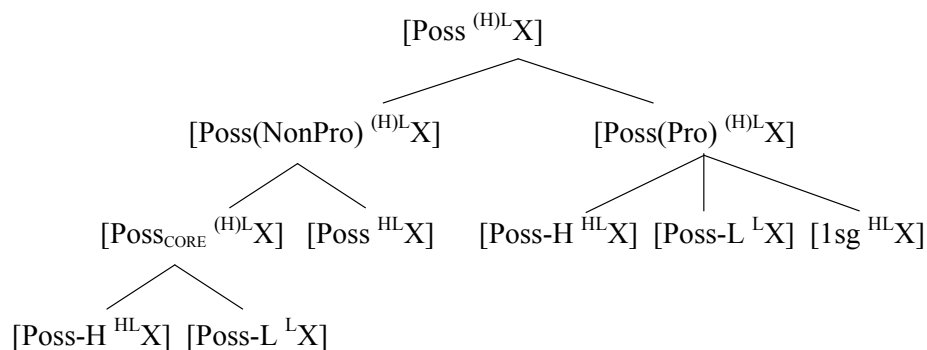 [Poss ⁽ᴴ⁾ᴸX]
[Poss(NonPro) ⁽ᴴ⁾ᴸX] [Poss(Pro) ⁽ᴴ⁾ᴸX]
[Poss_CORE ⁽ᴴ⁾ᴸX] [Poss ᴴᴸX] [Poss-H ᴴᴸX] [Poss-L ᴸX] [1sg ᴴᴸX]
[Poss-H ᴴᴸX] [Poss-L ᴸX]